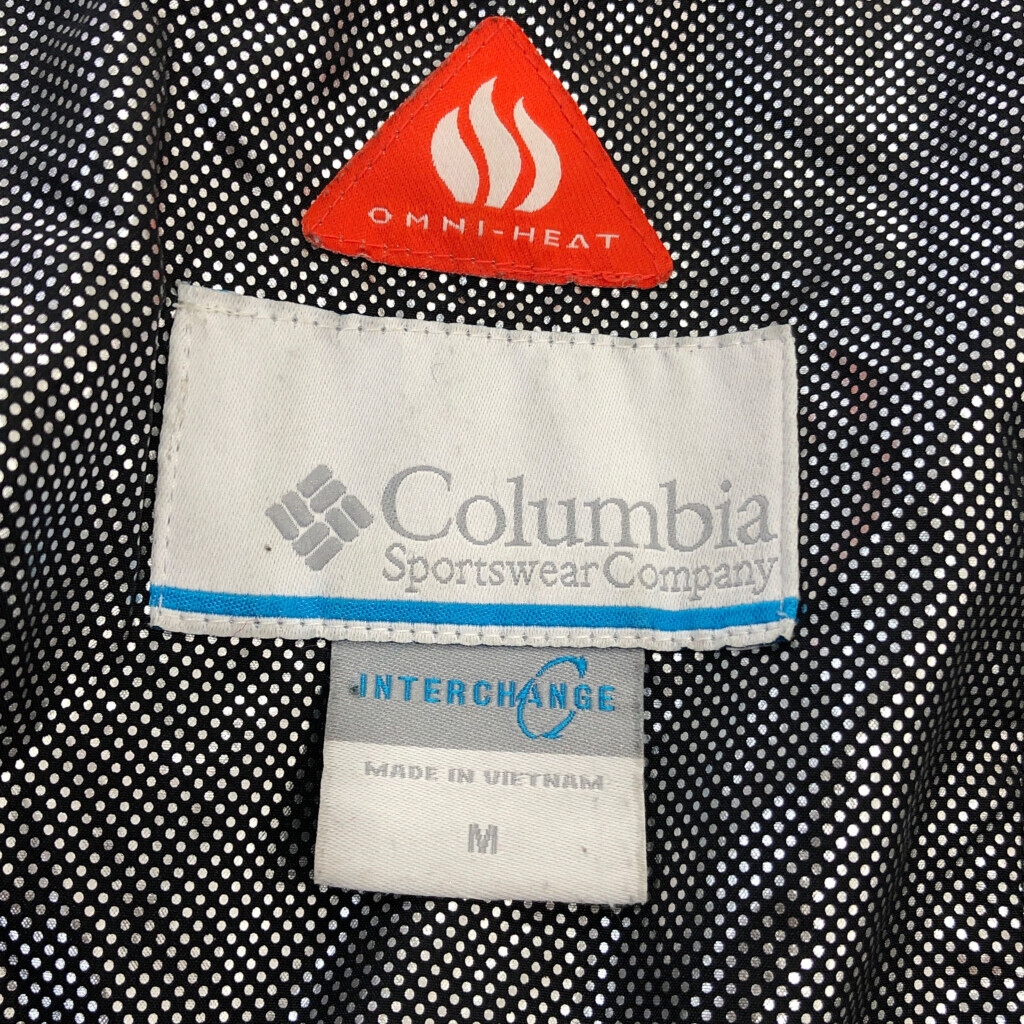 OMNI-HEAT
Columbia
Sportswear Company
INTERCHANGE
MADE IN VIETNAM
M